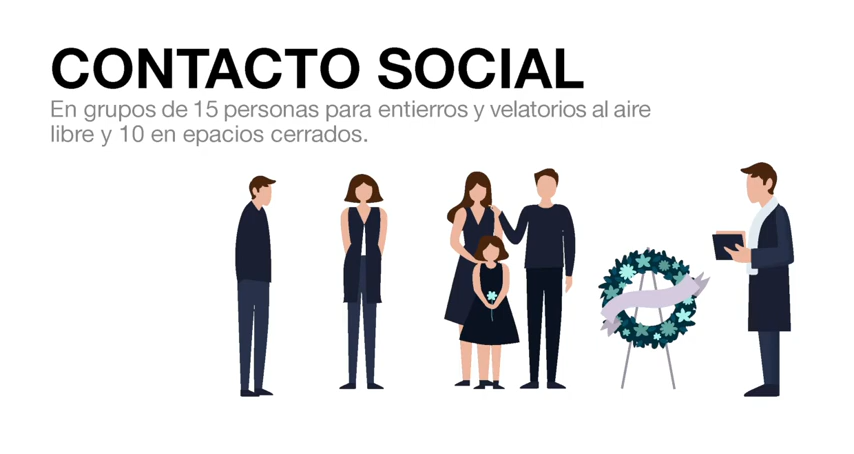 CONTACTO SOCIAL
En grupos de 15 personas para entierros y velatorios al aire
libre y 10 en epacios cerrados.